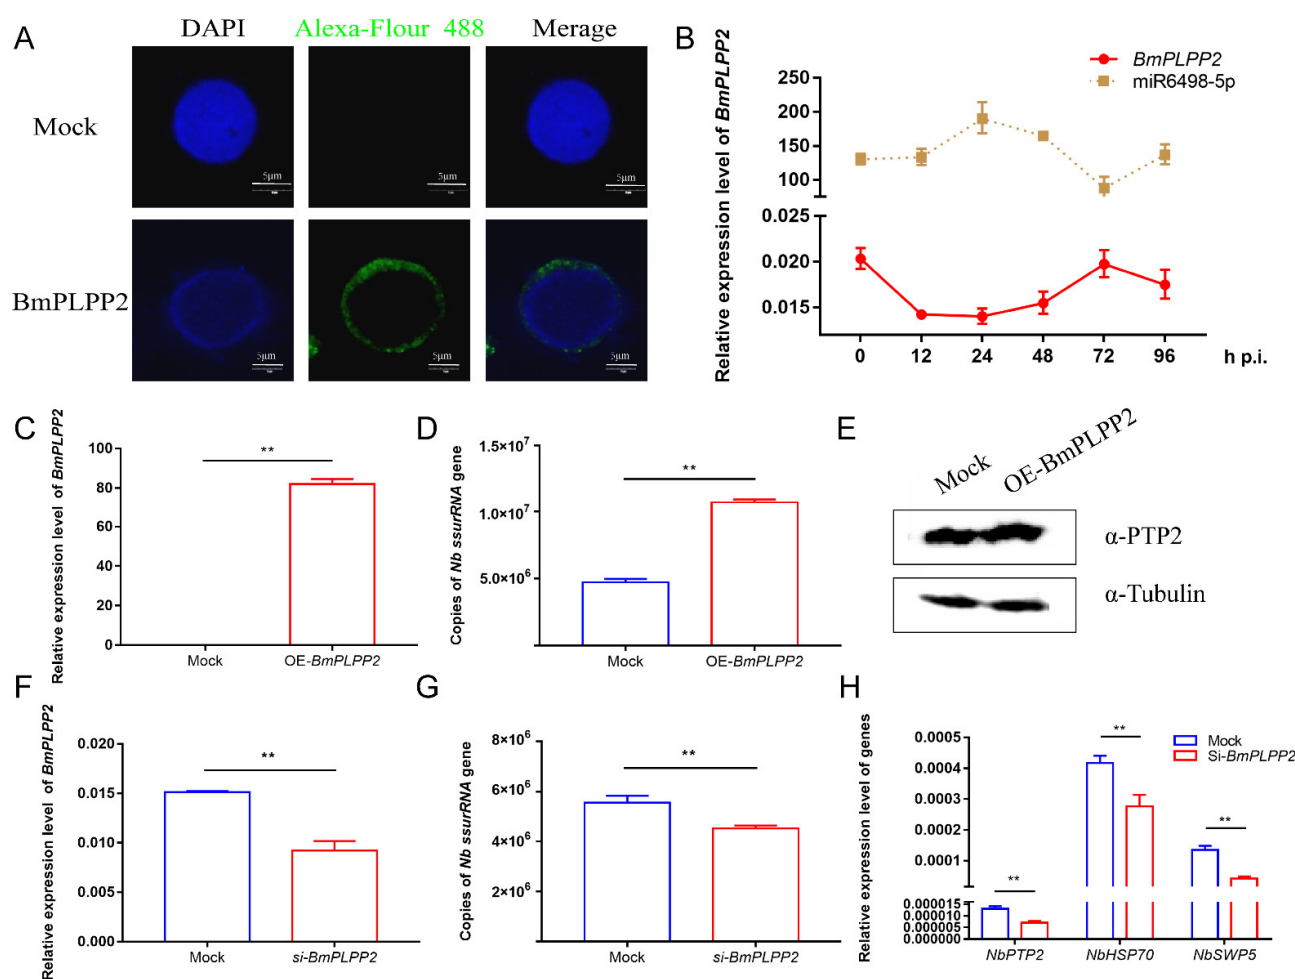 A
DAPI
Alexa-Flour 488
Merage
Mock
5μm
5μm
5μm
BmPLPP2
5μm
5μm
5μm
B
Relative expression level of BmPLPP2
BmPLPP2
miR6498-5p
250
200
150
100
0.025
0.020
0.015
0
12
24
48
72
96
h p.i.
C
Relative expression level of BmPLPP2
100
80
60
40
20
0
**
Mock
OE-BmPLPP2
D
Copies of Nb ssurRNA gene
1.5×10⁷
1.0×10⁷
5.0×10⁶
0
**
Mock
OE-BmPLPP2
E
Mock
OE-BmPLPP2
α-PTP2
α-Tubulin
F
Relative expression level of BmPLPP2
0.020
0.015
0.010
0.005
0.000
**
Mock
si-BmPLPP2
G
Copies of Nb ssurRNA gene
8×10⁶
6×10⁶
4×10⁶
2×10⁶
0
**
Mock
si-BmPLPP2
H
Relative expression level of genes
Mock
Si-BmPLPP2
0.0005
0.0004
0.0003
0.0002
0.0001
0.000015
0.000010
0.000005
0.000000
**
**
**
NbPTP2
NbHSP70
NbSWP5